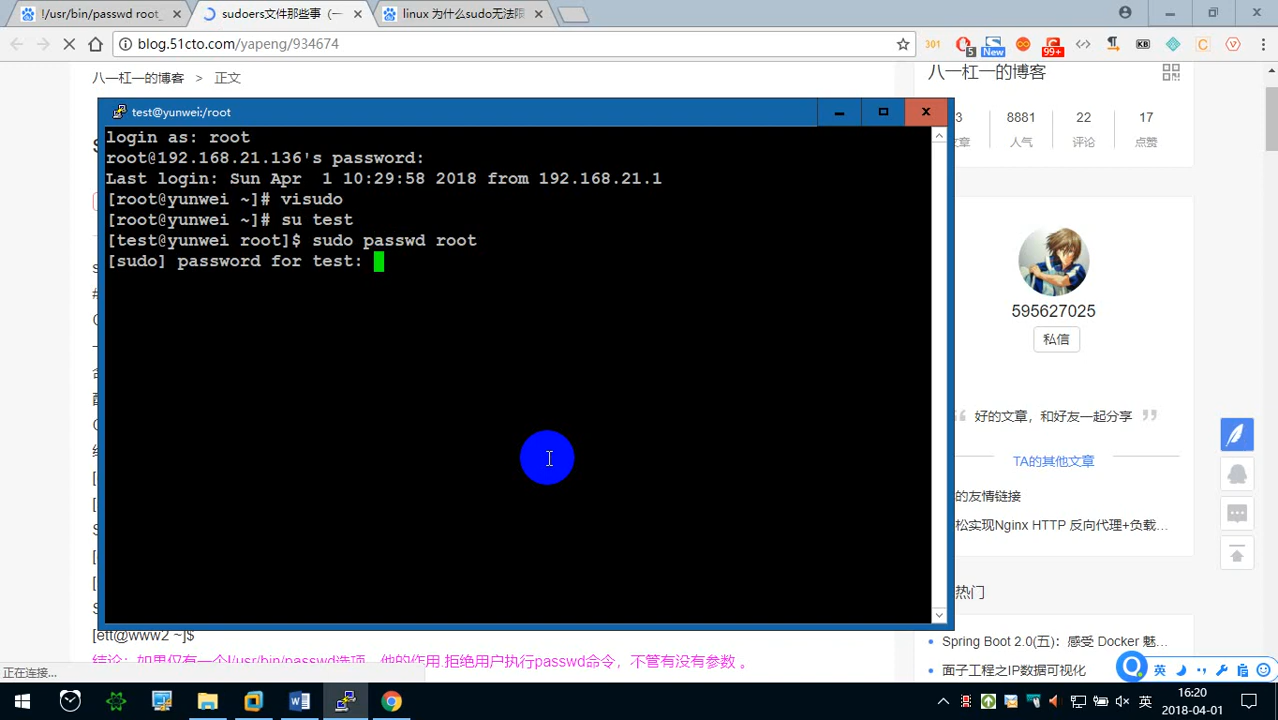 !/usr/bin/passwd root_
sudoers文件那些事 (一
linux 为什么sudo无法限
blog.51cto.com/yapeng/934674
301
5
New
99+
KB
八一杠一的博客 > 正文
八一杠一的博客
3
8881
22
17
文章
人气
评论
点赞
test@yunwei:/root
login as: root
root@192.168.21.136's password:
Last login: Sun Apr  1 10:29:58 2018 from 192.168.21.1
[root@yunwei ~]# visudo
[root@yunwei ~]# su test
[test@yunwei root]$ sudo passwd root
[sudo] password for test:
595627025
私信
好的文章，和好友一起分享
TA的其他文章
的友情链接
松实现Nginx HTTP 反向代理+负载…
热门
Spring Boot 2.0(五)：感受 Docker 魅…
面子工程之IP数据可视化
[ett@www2 ~]$
结论：如果仅有一个!/usr/bin/passwd选项，他的作用 拒绝用户执行passwd命令，不管有没有参数 。
正在连接...
英
英
16:20
2018-04-01